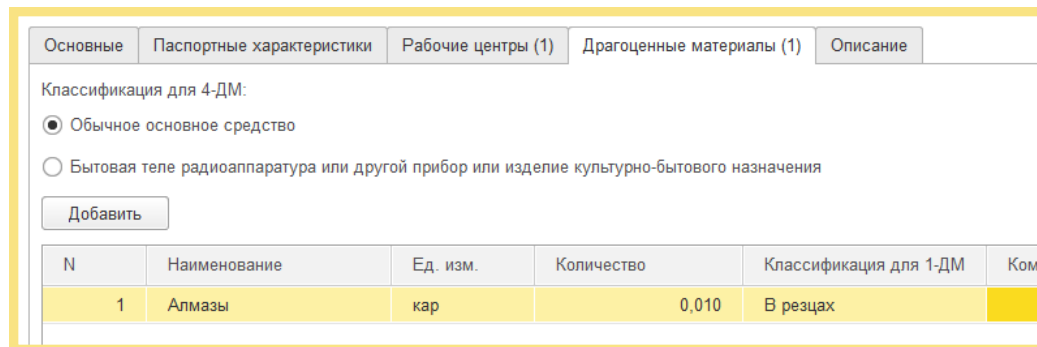 Основные Паспортные характеристики Рабочие центры (1) Драгоценные материалы (1) Описание
Классификация для 4-ДМ:
Обычное основное средство
Бытовая теле радиоаппаратура или другой прибор или изделие культурно-бытового назначения
Добавить
N Наименование Ед. изм. Количество Классификация для 1-ДМ Ком
1 Алмазы кар 0,010 В резцах